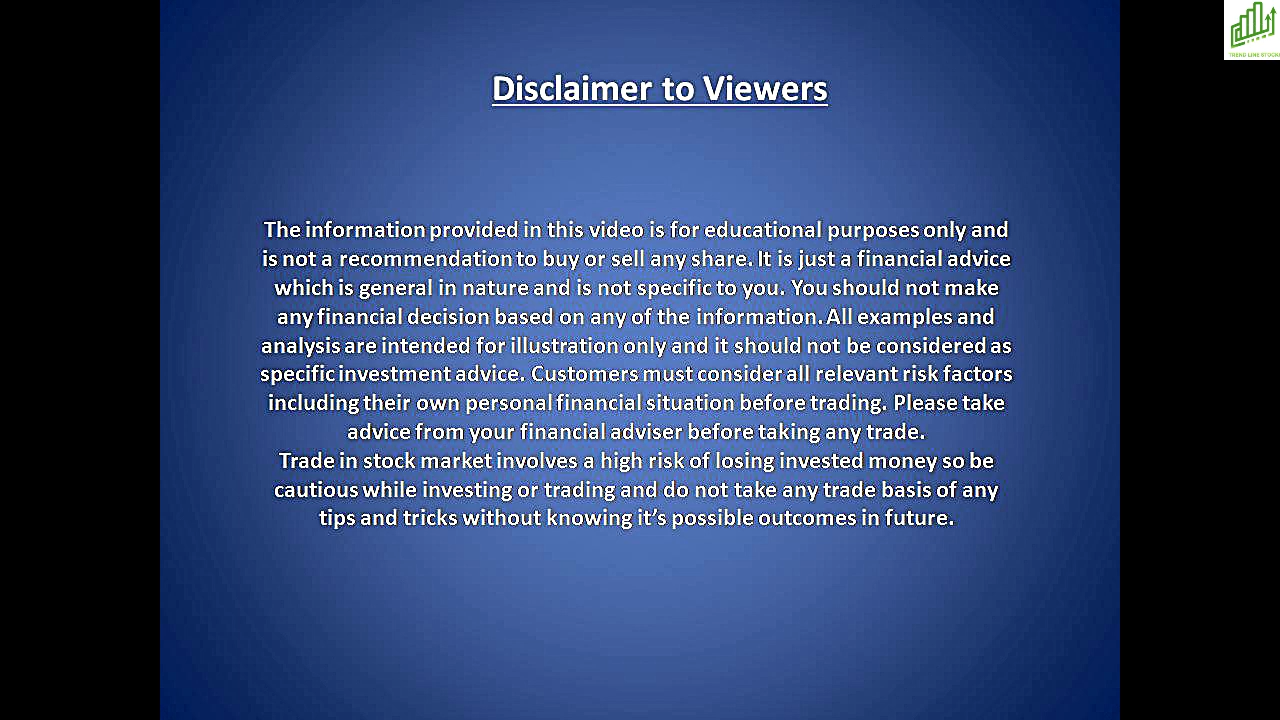 TREND LINE STOCKS
Disclaimer to Viewers
The information provided in this video is for educational purposes only and
is not a recommendation to buy or sell any share. It is just a financial advice
which is general in nature and is not specific to you. You should not make
any financial decision based on any of the information. All examples and
analysis are intended for illustration only and it should not be considered as
specific investment advice. Customers must consider all relevant risk factors
including their own personal financial situation before trading. Please take
advice from your financial adviser before taking any trade.
Trade in stock market involves a high risk of losing invested money so be
cautious while investing or trading and do not take any trade basis of any
tips and tricks without knowing it’s possible outcomes in future.